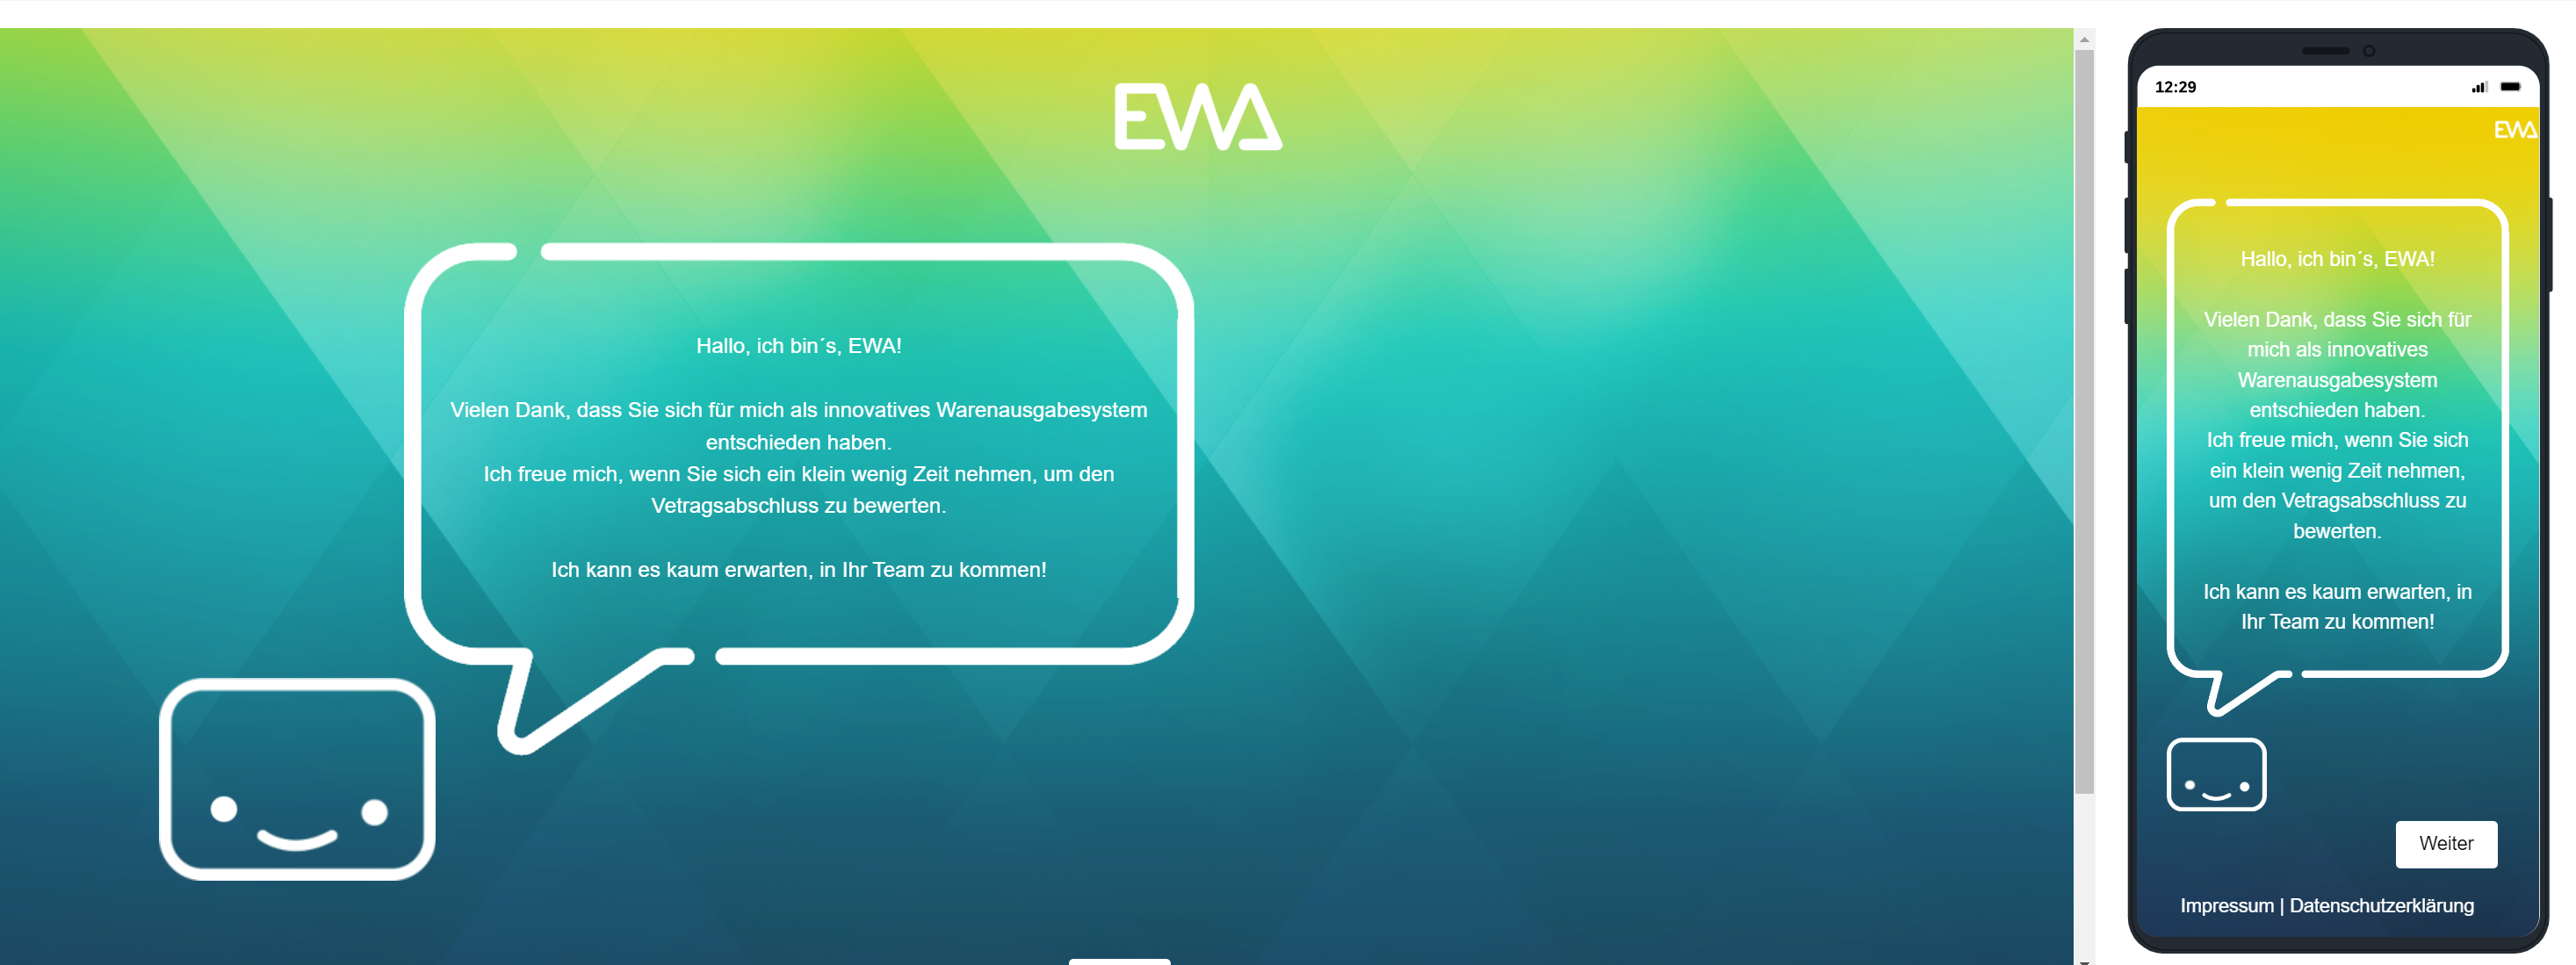 EWA
Hallo, ich bin´s, EWA!
Vielen Dank, dass Sie sich für mich als innovatives Warenausgabesystem
entschieden haben.
Ich freue mich, wenn Sie sich ein klein wenig Zeit nehmen, um den
Vetragsabschluss zu bewerten.
Ich kann es kaum erwarten, in Ihr Team zu kommen!
12:29
EWA
Hallo, ich bin´s, EWA!
Vielen Dank, dass Sie sich für
mich als innovatives
Warenausgabesystem
entschieden haben.
Ich freue mich, wenn Sie sich
ein klein wenig Zeit nehmen,
um den Vetragsabschluss zu
bewerten.
Ich kann es kaum erwarten, in
Ihr Team zu kommen!
Weiter
Impressum | Datenschutzerklärung